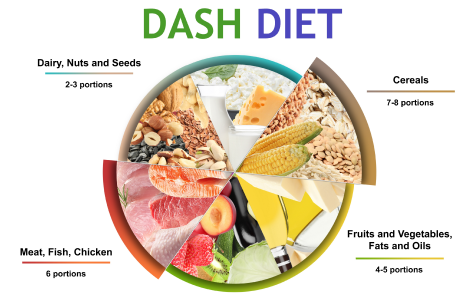 DASH DIET
Dairy, Nuts and Seeds
2-3 portions
Cereals
7-8 portions
Meat, Fish, Chicken
6 portions
Fruits and Vegetables,
Fats and Oils
4-5 portions